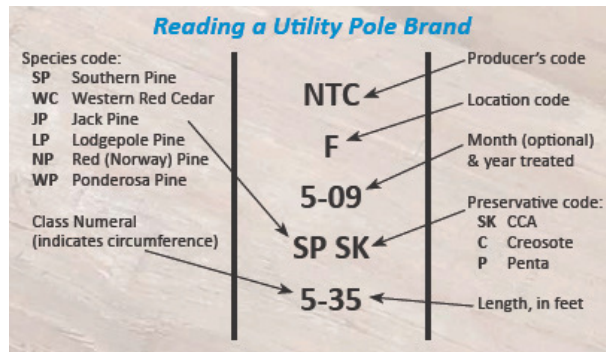 Reading a Utility Pole Brand
Species code:
SP Southern Pine
WC Western Red Cedar
JP Jack Pine
LP Lodgepole Pine
NP Red (Norway) Pine
WP Ponderosa Pine
Class Numeral
(indicates circumference)
NTC
F
5-09
SP SK
5-35
Producer's code
Location code
Month (optional)
& year treated
Preservative code:
SK CCA
C Creosote
P Penta
Length, in feet